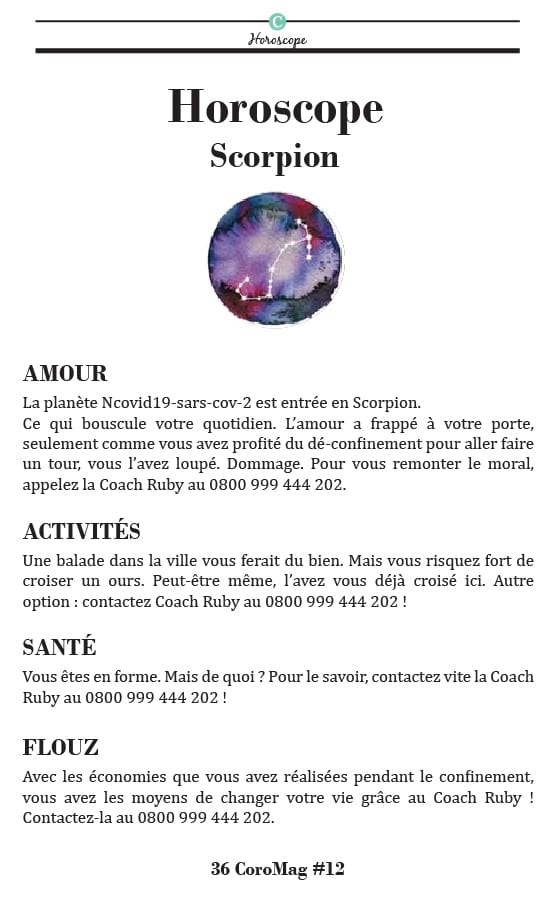 C
Horoscope
Horoscope
Scorpion
AMOUR
La planète Ncovid19-sars-cov-2 est entrée en Scorpion.
Ce qui bouscule votre quotidien. L’amour a frappé à votre porte,
seulement comme vous avez profité du dé-confinement pour aller faire
un tour, vous l’avez loupé. Dommage. Pour vous remonter le moral,
appelez la Coach Ruby au 0800 999 444 202.
ACTIVITÉS
Une balade dans la ville vous ferait du bien. Mais vous risquez fort de
croiser un ours. Peut-être même, l’avez vous déjà croisé ici. Autre
option : contactez Coach Ruby au 0800 999 444 202 !
SANTÉ
Vous êtes en forme. Mais de quoi ? Pour le savoir, contactez vite la Coach
Ruby au 0800 999 444 202 !
FLOUZ
Avec les économies que vous avez réalisées pendant le confinement,
vous avez les moyens de changer votre vie grâce au Coach Ruby !
Contactez-la au 0800 999 444 202.
36 CoroMag #12